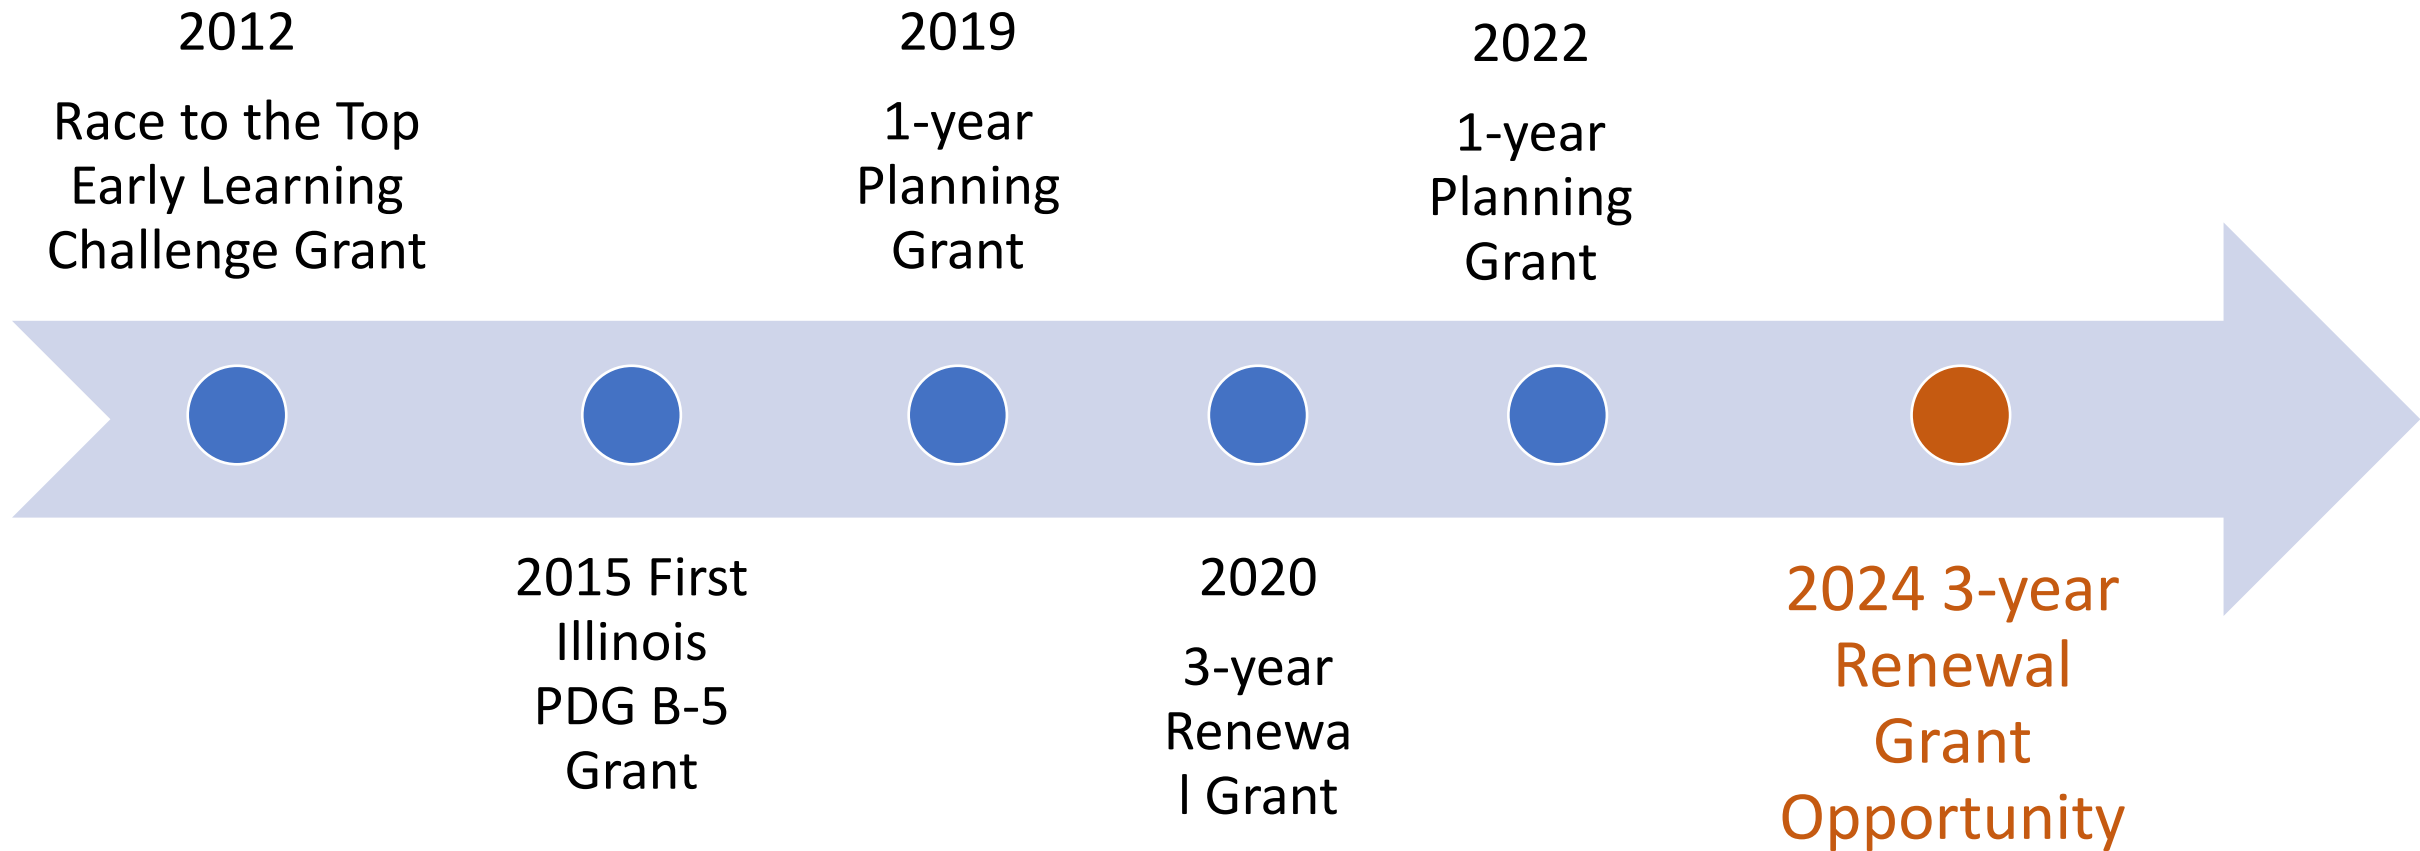 2012
Race to the Top
Early Learning
Challenge Grant
2015 First
Illinois
PDG B-5
Grant
2019
1-year
Planning
Grant
2020
3-year
Renewa
l Grant
2022
1-year
Planning
Grant
2024 3-year
Renewal
Grant
Opportunity